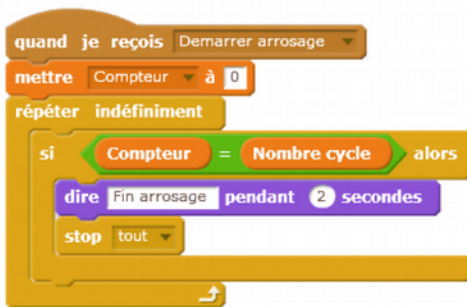 quand je reçois Demarrer arrosage
mettre Compteur à 0
répéter indéfiniment
si Compteur = Nombre cycle alors
dire Fin arrosage pendant 2 secondes
stop tout